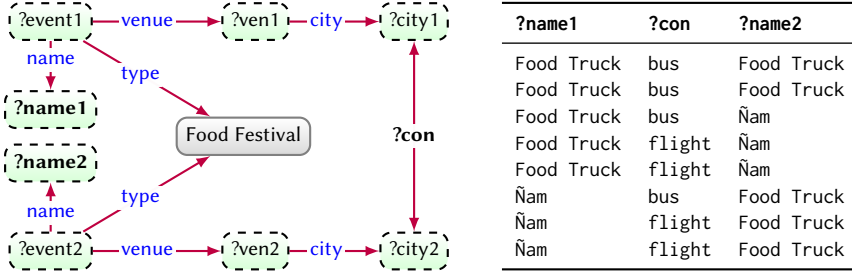 ?event1 venue ?ven1 city ?city1
name
type
?name1
Food Festival
?con
?name2
type
name
?event2 venue ?ven2 city ?city2
?name1 ?con ?name2
Food Truck bus Food Truck
Food Truck bus Food Truck
Food Truck bus Ñam
Food Truck flight Ñam
Food Truck flight Ñam
Ñam bus Food Truck
Ñam flight Food Truck
Ñam flight Food Truck